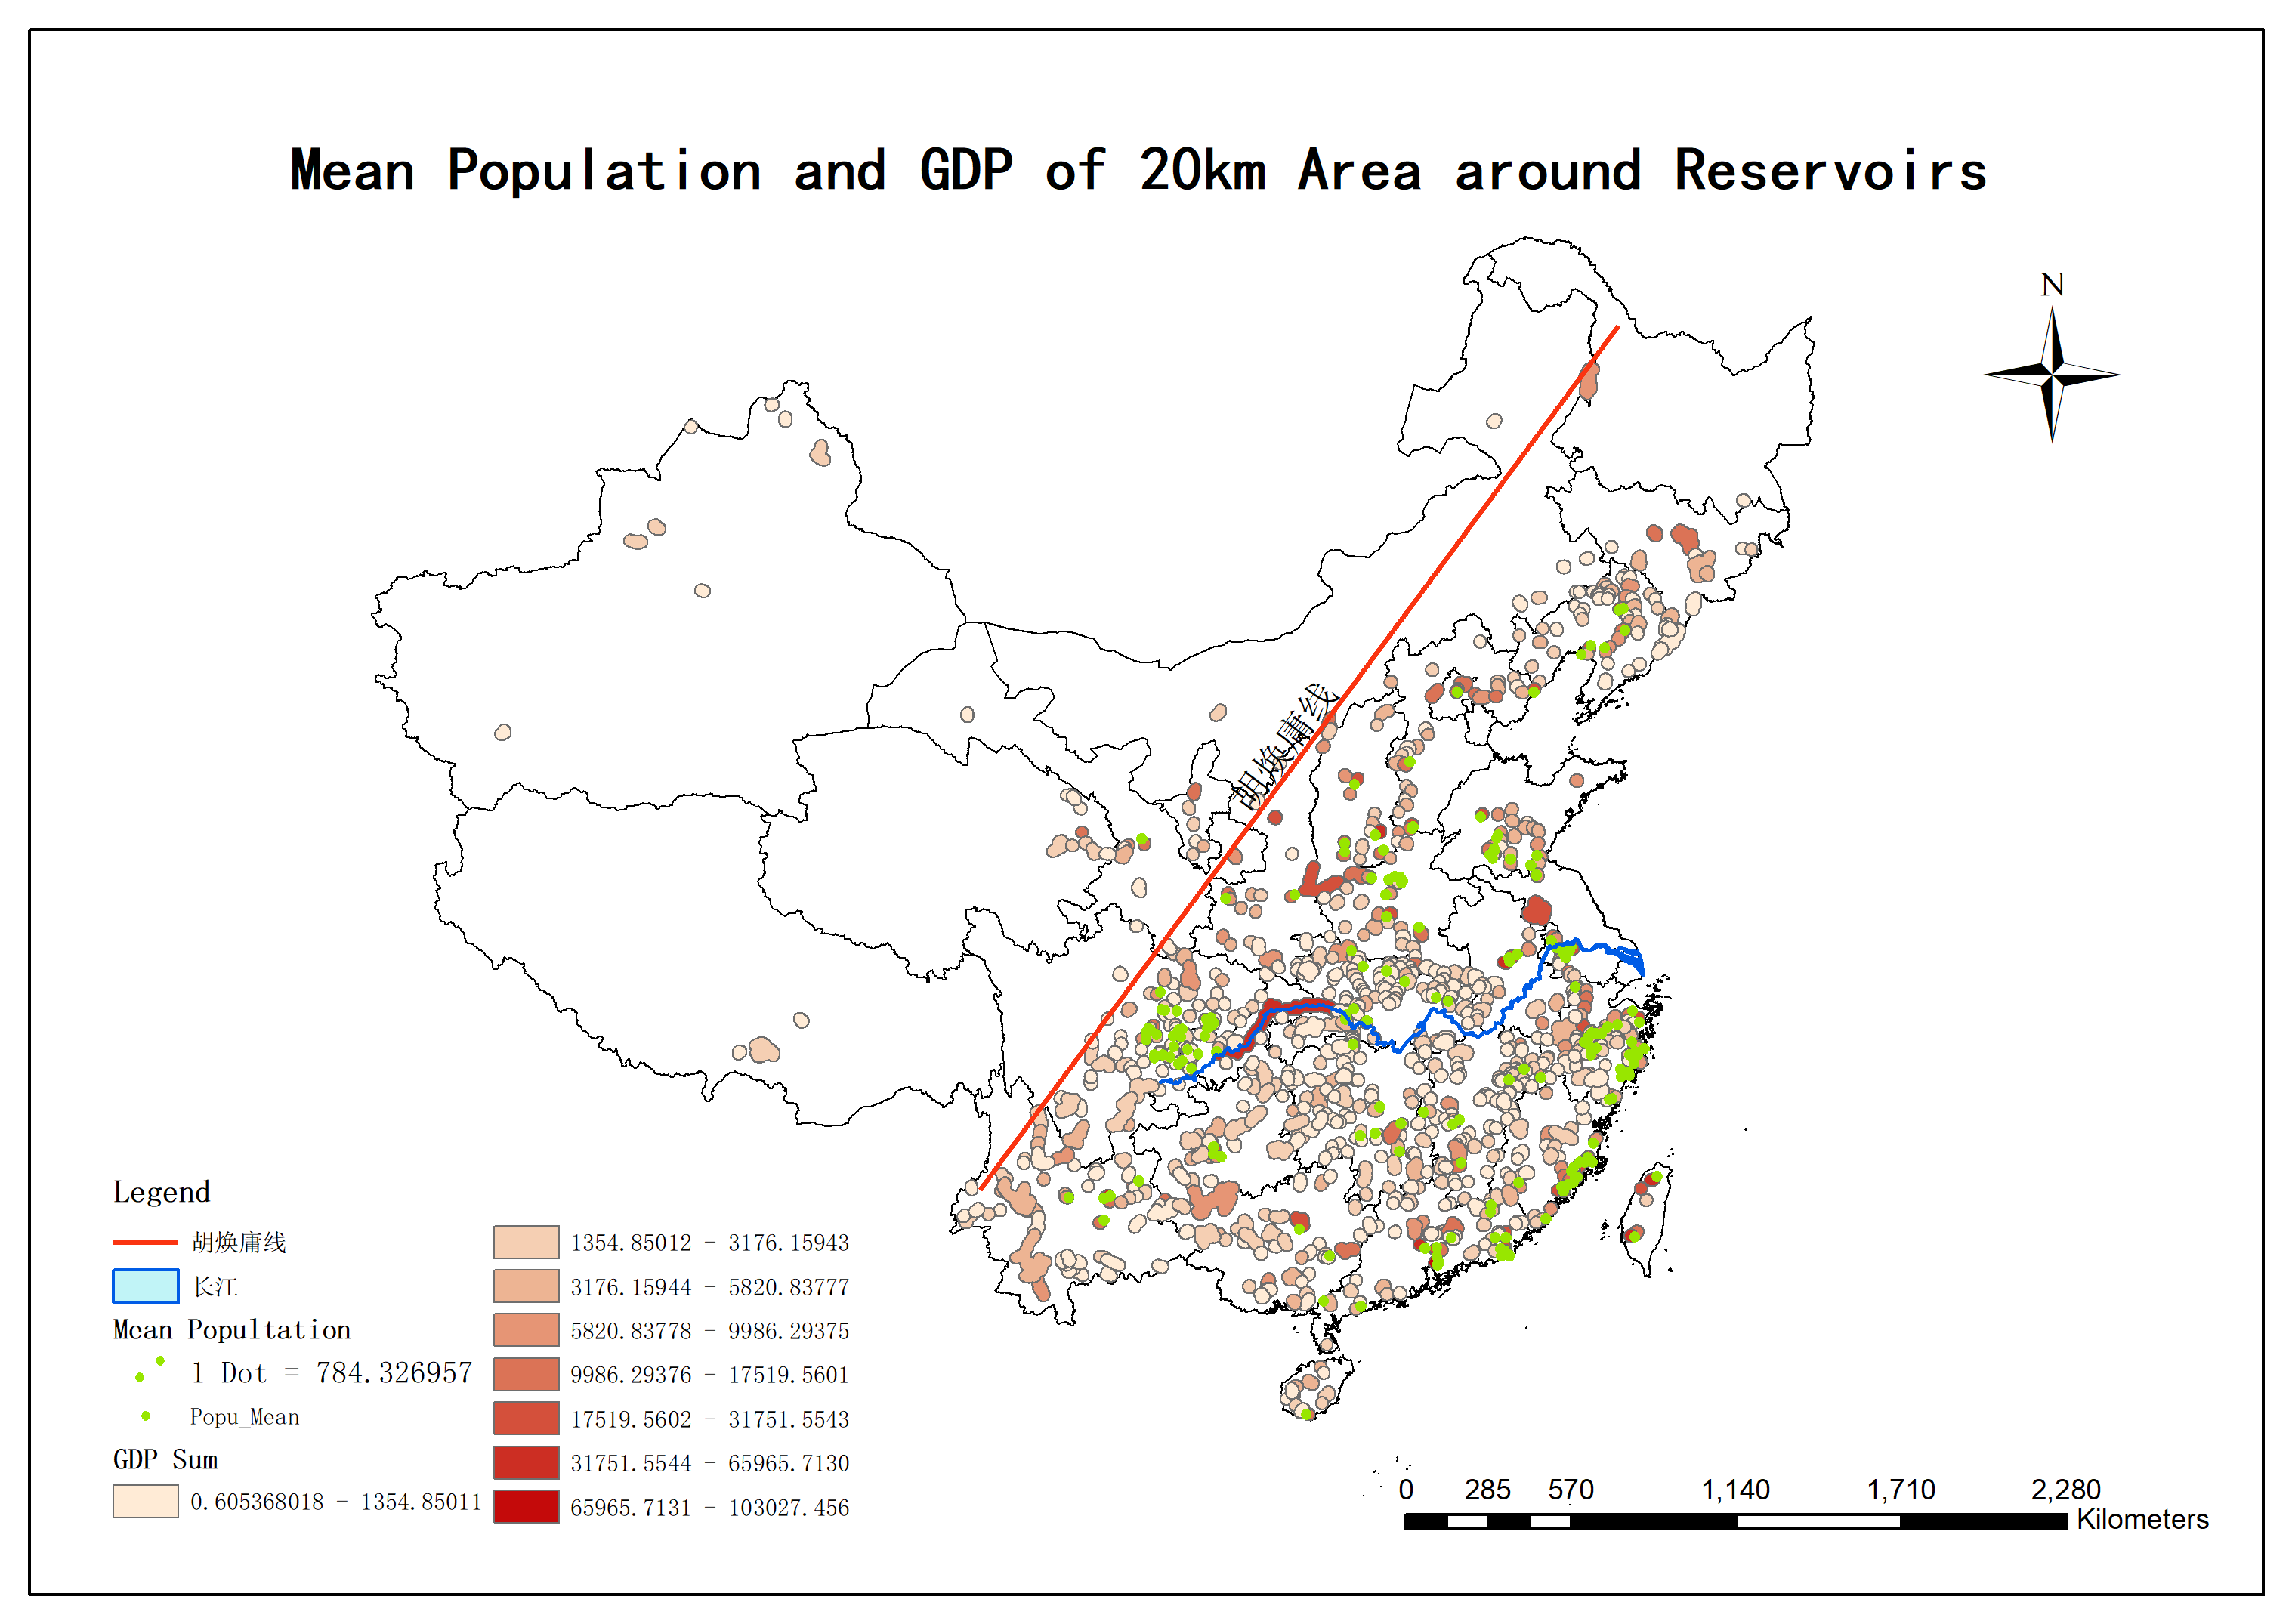 Mean Population and GDP of 20km Area around Reservoirs
N
胡焕庸线
Legend
胡焕庸线
长江
Mean Popultation
1 Dot = 784.326957
Popu_Mean
GDP Sum
0.605368018 - 1354.85011
1354.85012 - 3176.15943
3176.15944 - 5820.83777
5820.83778 - 9986.29375
9986.29376 - 17519.5601
17519.5602 - 31751.5543
31751.5544 - 65965.7130
65965.7131 - 103027.456
0 285 570 1,140 1,710 2,280
Kilometers